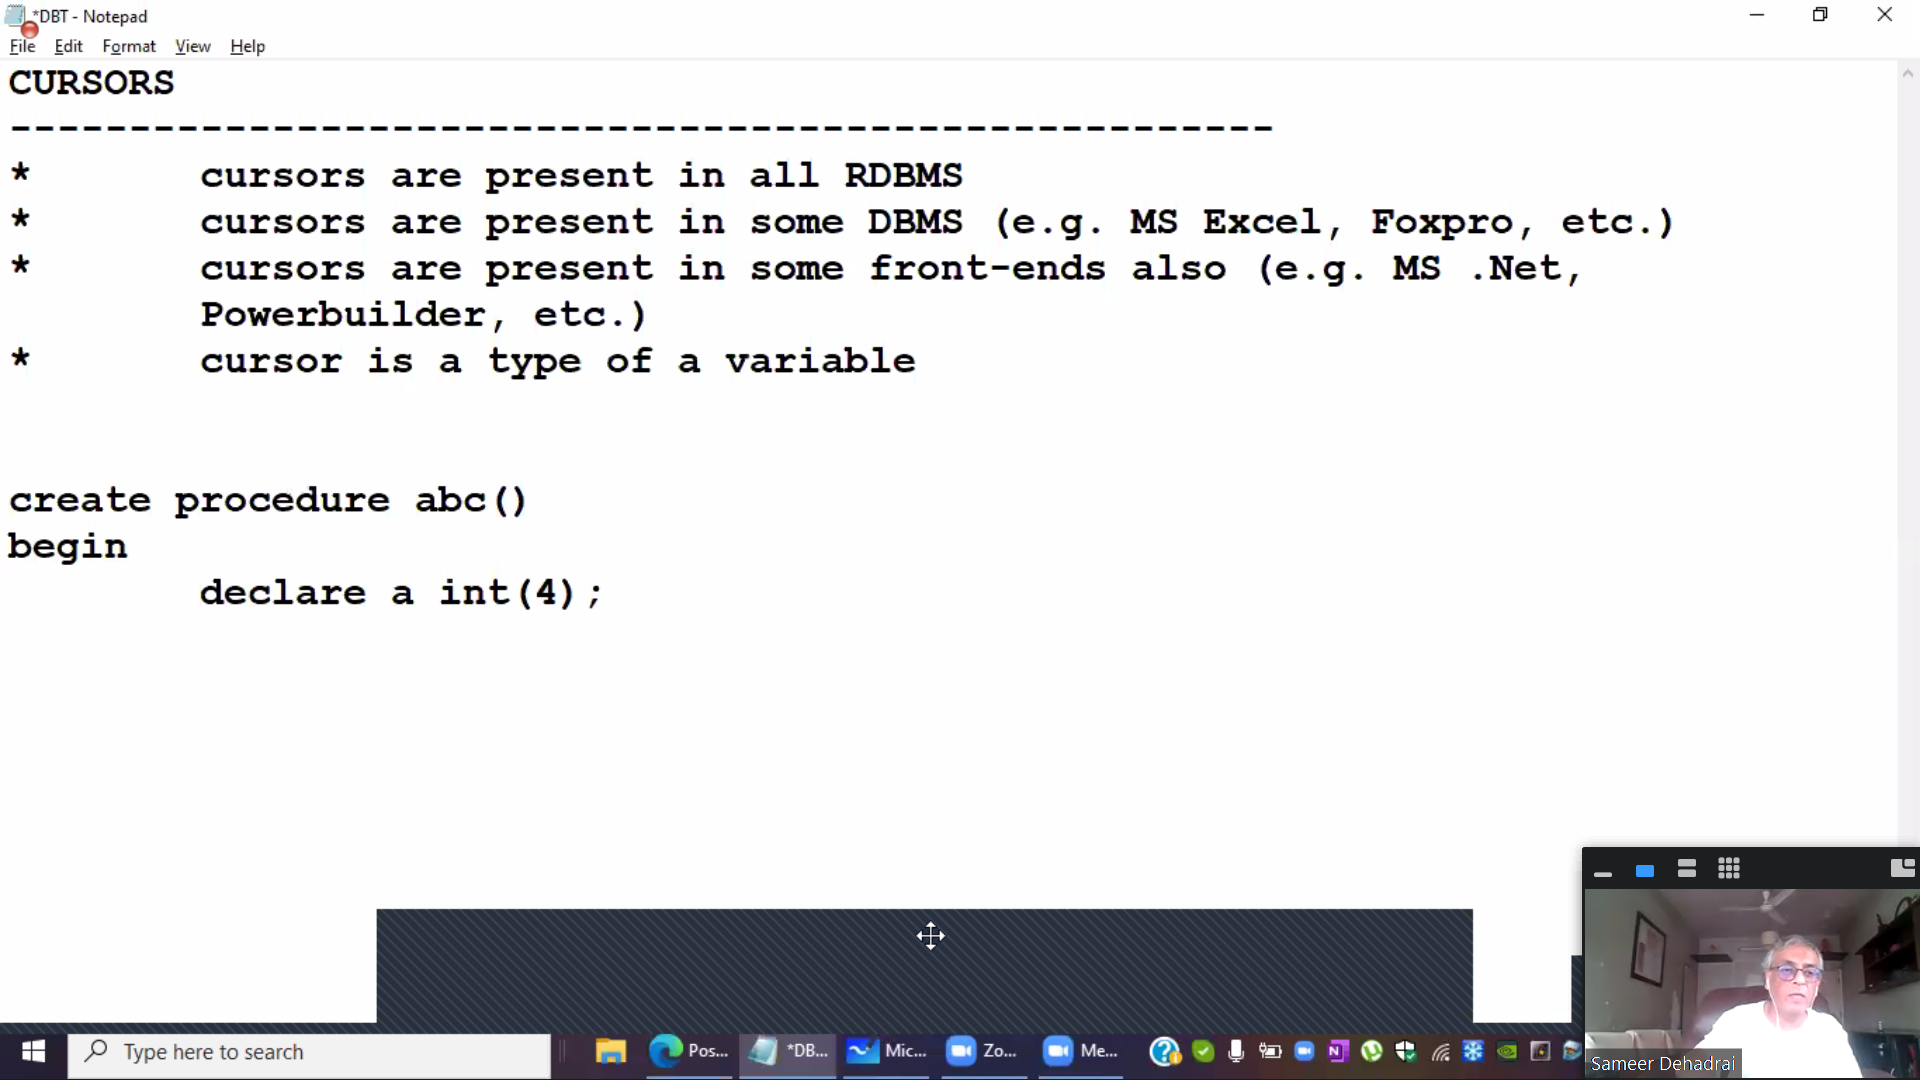 *DBT - Notepad
File Edit Format View Help
CURSORS
-----------------------------------------------------
* cursors are present in all RDBMS
* cursors are present in some DBMS (e.g. MS Excel, Foxpro, etc.)
* cursors are present in some front-ends also (e.g. MS .Net,
Powerbuilder, etc.)
* cursor is a type of a variable
create procedure abc()
begin
declare a int(4);
Type here to search
Pos...
*DB...
Mic...
Zo...
Me...
Sameer Dehadrai